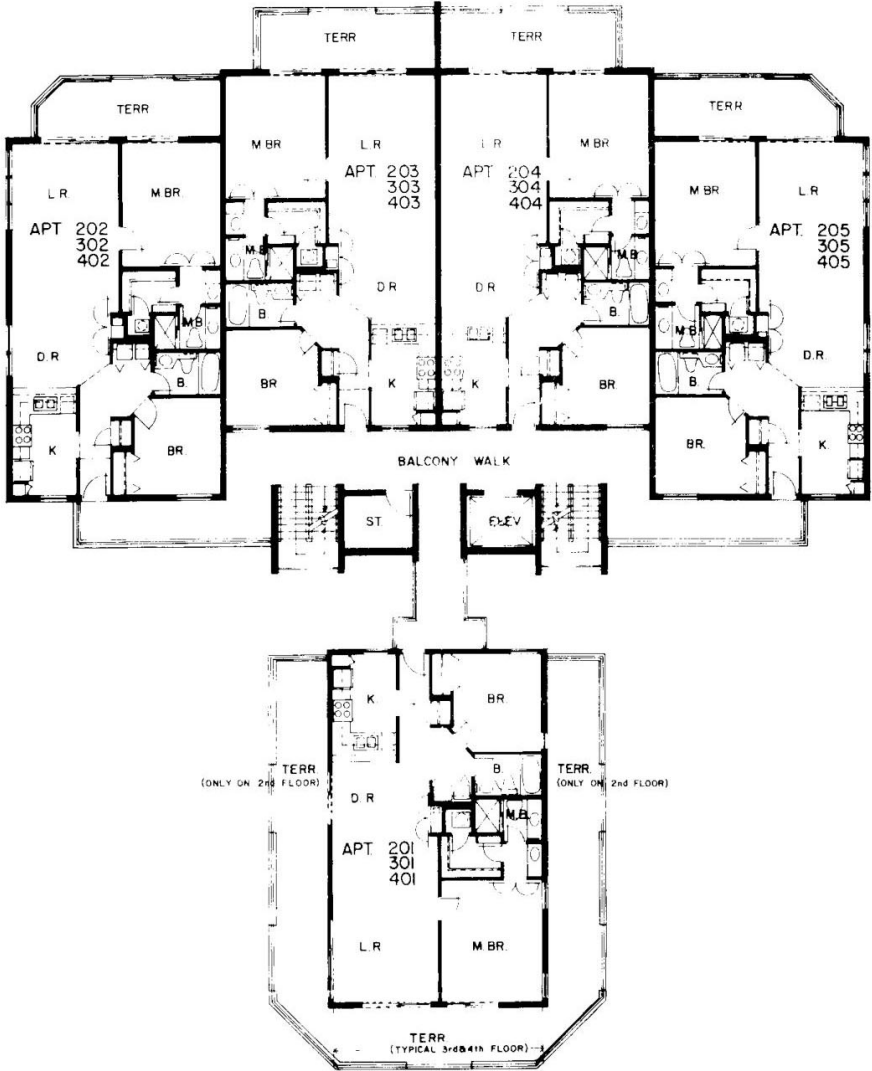 TERR
TERR
TERR
TERR
M.BR
L.R
L.R
M.BR
L.R.
M.BR.
APT. 203
303
403
APT. 204
304
404
M.BR
L.R.
APT. 202
302
402
APT. 205
305
405
M.B.
M.B.
D.R
D.R
M.B.
B.
B.
M.B.
D.R
D.R.
B.
BR
K
K
BR.
B.
K
BR.
BR.
K
BALCONY WALK
ST.
ELEV
K
BR.
TERR.
(ONLY ON 2nd FLOOR)
B.
TERR.
(ONLY ON 2nd FLOOR)
D.R
M.B.
APT. 201
301
401
L.R
M.BR.
TERR
(TYPICAL 3rd&4th FLOOR)